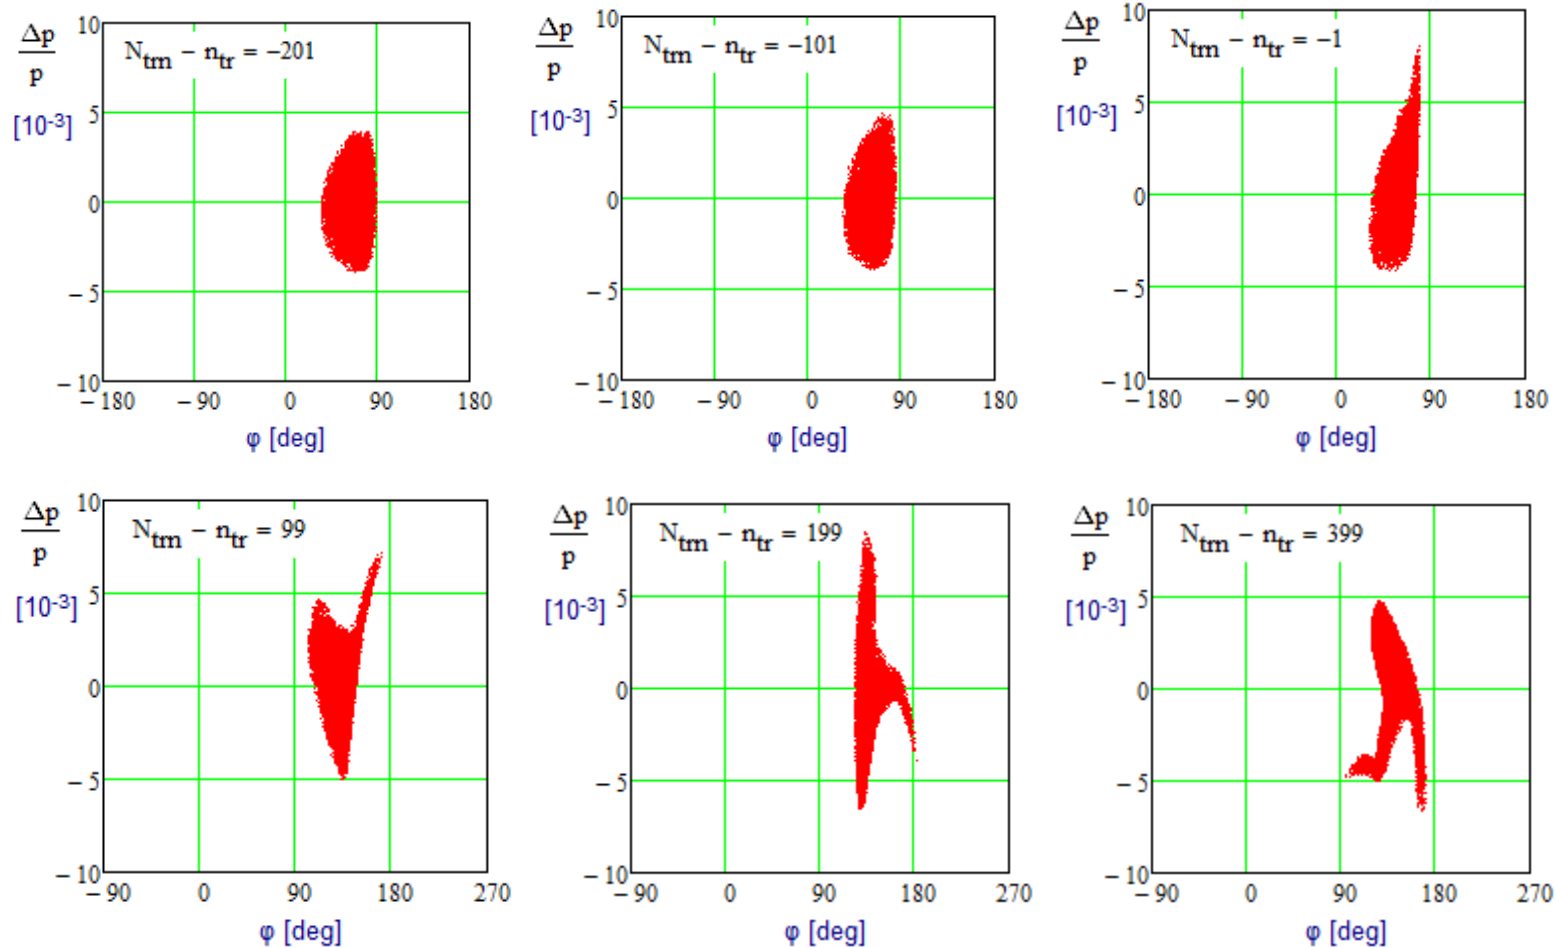 Δp/p [10⁻³]
N_trn − n_tr = −201
10
5
0
−5
−10
−180 −90 0 90 180
φ [deg]
Δp/p [10⁻³]
N_trn − n_tr = −101
10
5
0
−5
−10
−180 −90 0 90 180
φ [deg]
Δp/p [10⁻³]
N_trn − n_tr = −1
10
5
0
−5
−10
−180 −90 0 90 180
φ [deg]
Δp/p [10⁻³]
N_trn − n_tr = 99
10
5
0
−5
−10
−90 0 90 180 270
φ [deg]
Δp/p [10⁻³]
N_trn − n_tr = 199
10
5
0
−5
−10
−90 0 90 180 270
φ [deg]
Δp/p [10⁻³]
N_trn − n_tr = 399
10
5
0
−5
−10
−90 0 90 180 270
φ [deg]